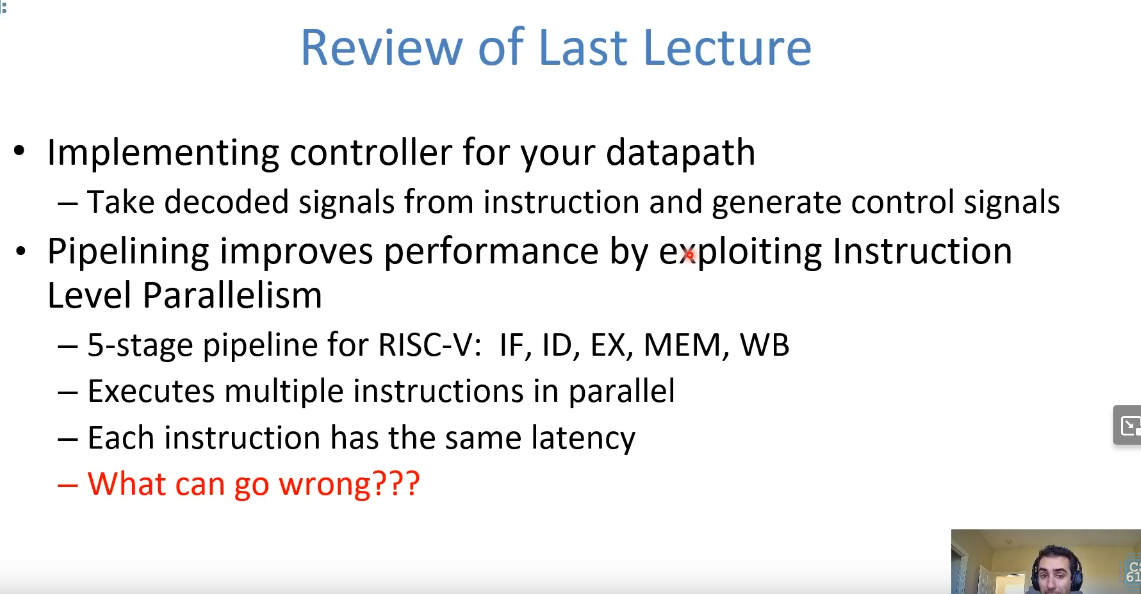 Review of Last Lecture
• Implementing controller for your datapath
– Take decoded signals from instruction and generate control signals
• Pipelining improves performance by exploiting Instruction
Level Parallelism
– 5-stage pipeline for RISC-V: IF, ID, EX, MEM, WB
– Executes multiple instructions in parallel
– Each instruction has the same latency
– What can go wrong???